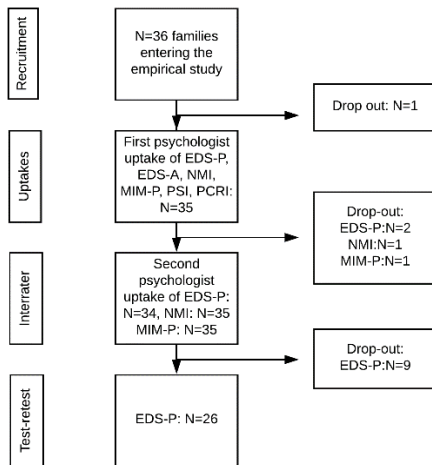 Recruitment
N=36 families
entering the
empirical study
Drop out: N=1
Uptakes
First psychologist
uptake of EDS-P,
EDS-A, NMI,
MIM-P, PSI, PCRI:
N=35
Drop-out:
EDS-P:N=2
NMI:N=1
MIM-P:N=1
Interrater
Second
psychologist
uptake of EDS-P:
N=34, NMI: N=35
MIM-P: N=35
Drop-out:
EDS-P:N=9
Test-retest
EDS-P: N=26